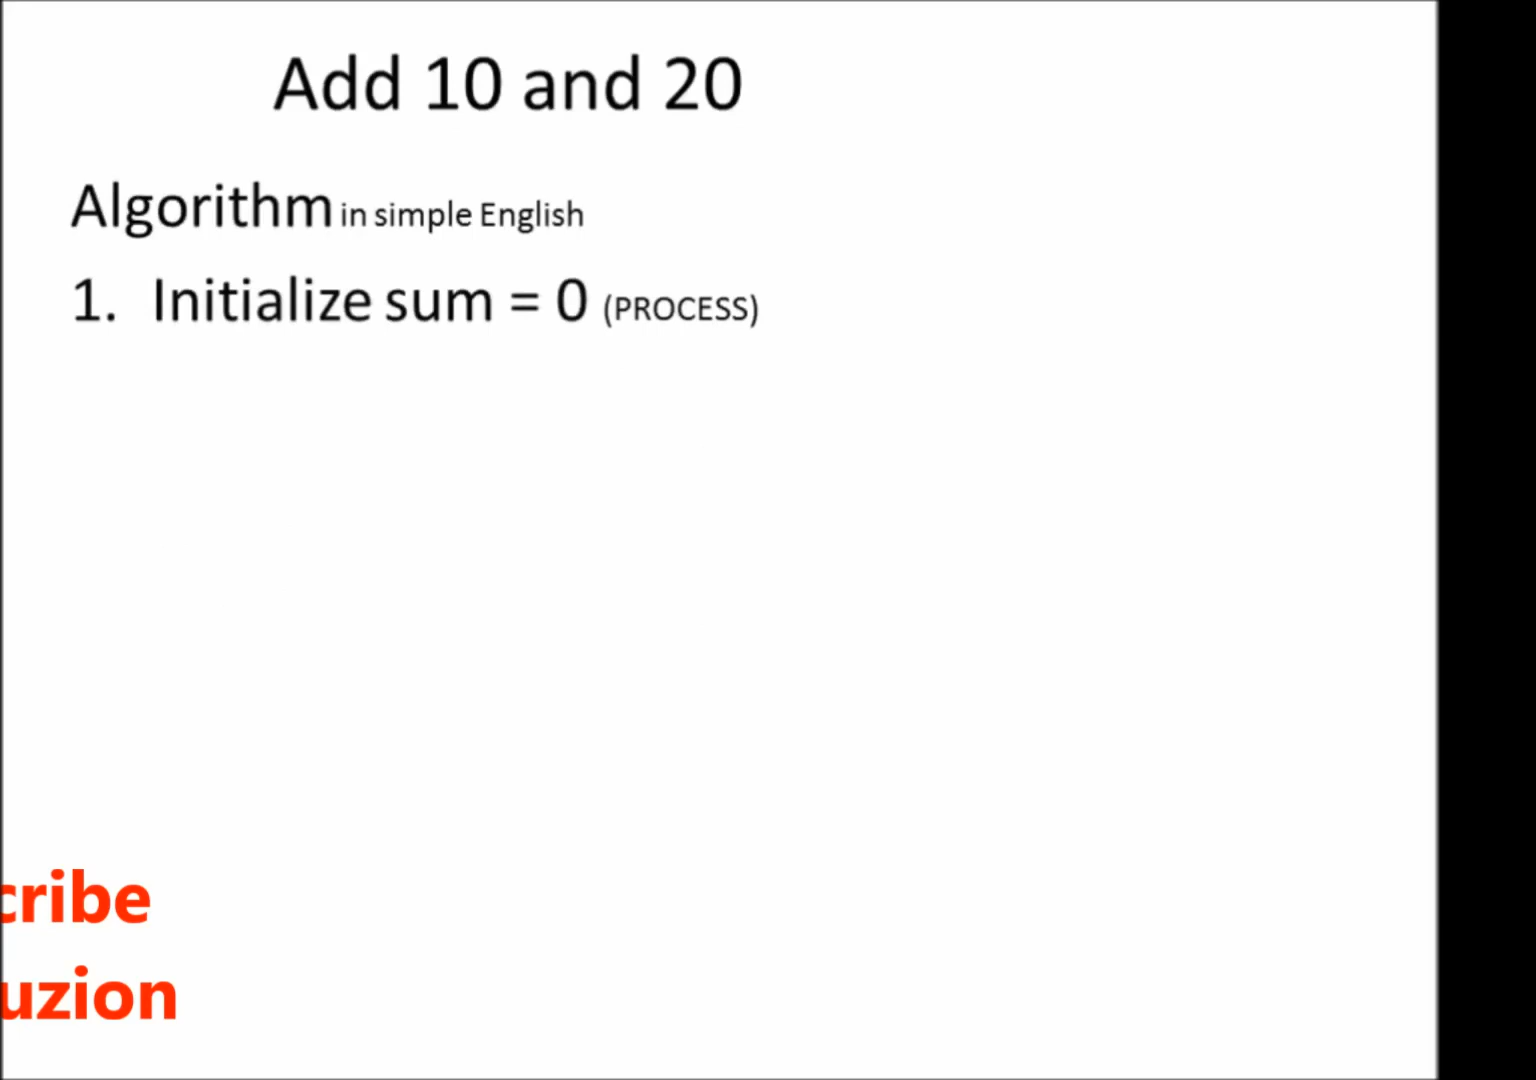 Add 10 and 20
Algorithm in simple English
1. Initialize sum = 0 (PROCESS)
cribe
uzion